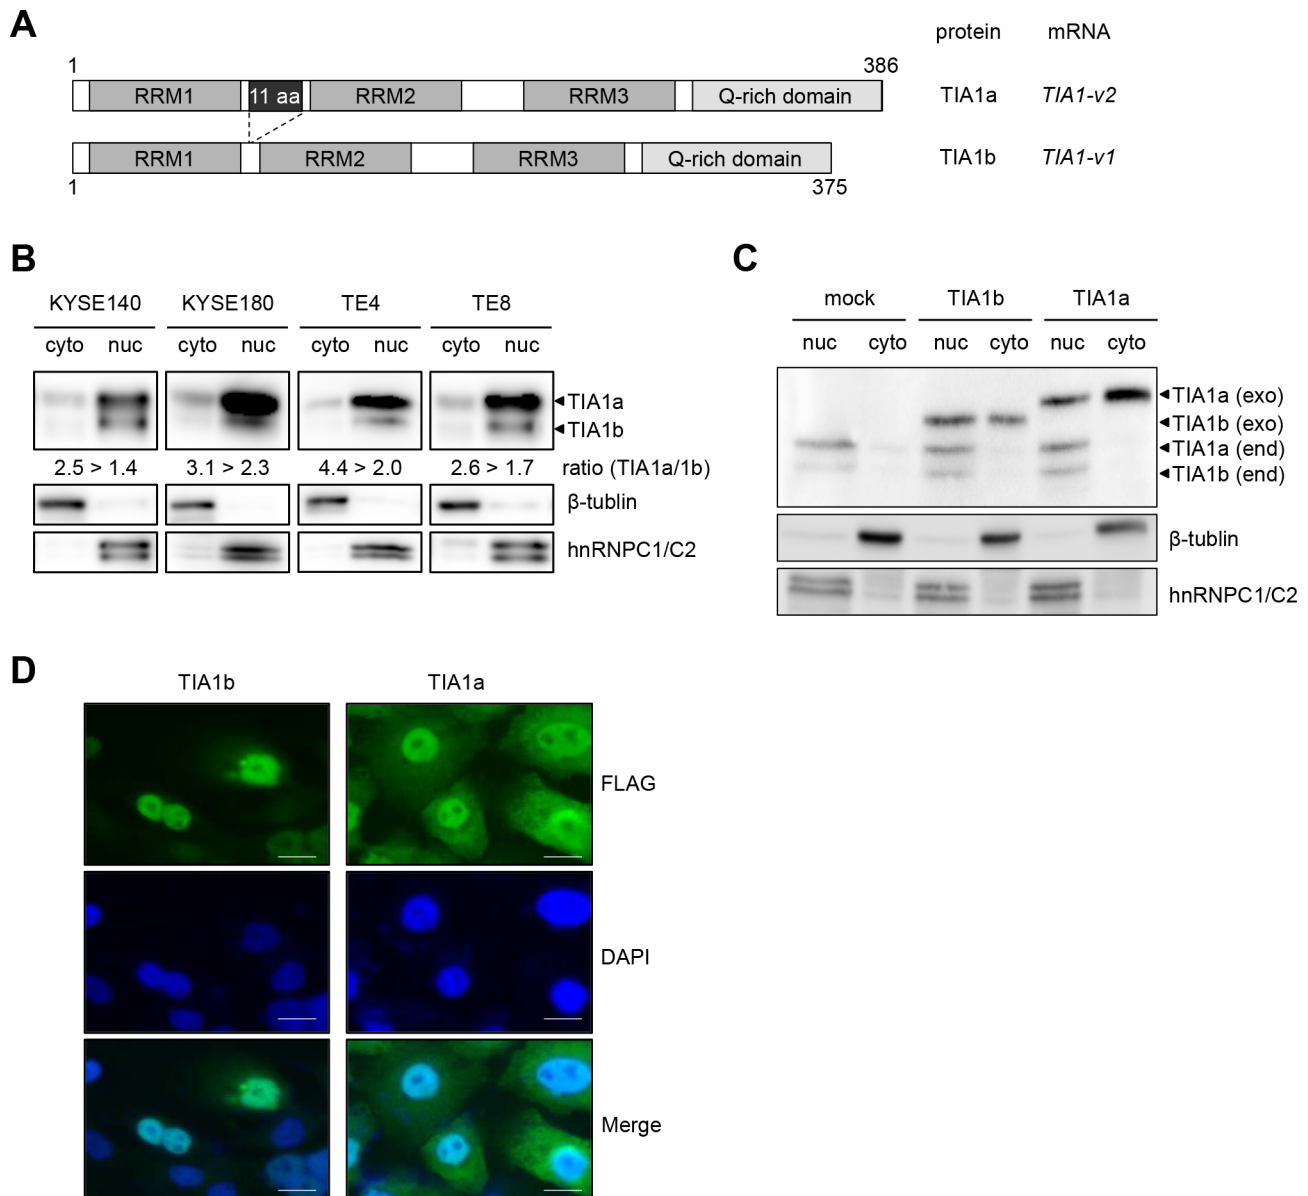 A
protein mRNA
1 386
RRM1 11 aa RRM2 RRM3 Q-rich domain TIA1a TIA1-v2
RRM1 RRM2 RRM3 Q-rich domain TIA1b TIA1-v1
1 375
B
KYSE140 KYSE180 TE4 TE8
cyto nuc cyto nuc cyto nuc cyto nuc
TIA1a
TIA1b
2.5 > 1.4 3.1 > 2.3 4.4 > 2.0 2.6 > 1.7 ratio (TIA1a/1b)
β-tublin
hnRNPC1/C2
C
mock TIA1b TIA1a
nuc cyto nuc cyto nuc cyto
TIA1a (exo)
TIA1b (exo)
TIA1a (end)
TIA1b (end)
β-tublin
hnRNPC1/C2
D
TIA1b TIA1a
FLAG
DAPI
Merge